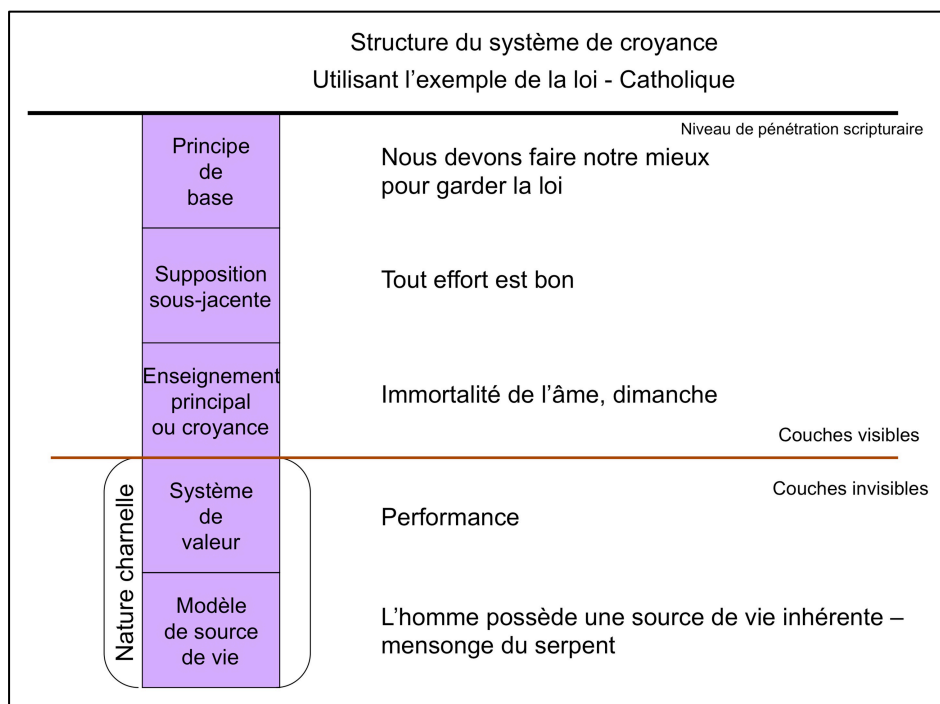 Structure du système de croyance
Utilisant l'exemple de la loi - Catholique
Niveau de pénétration scripturaire
Principe
de
base
Nous devons faire notre mieux
pour garder la loi
Supposition
sous-jacente
Tout effort est bon
Enseignement
principal
ou croyance
Immortalité de l'âme, dimanche
Couches visibles
Couches invisibles
Nature charnelle
Système
de
valeur
Performance
Modèle
de source
de vie
L'homme possède une source de vie inhérente –
mensonge du serpent